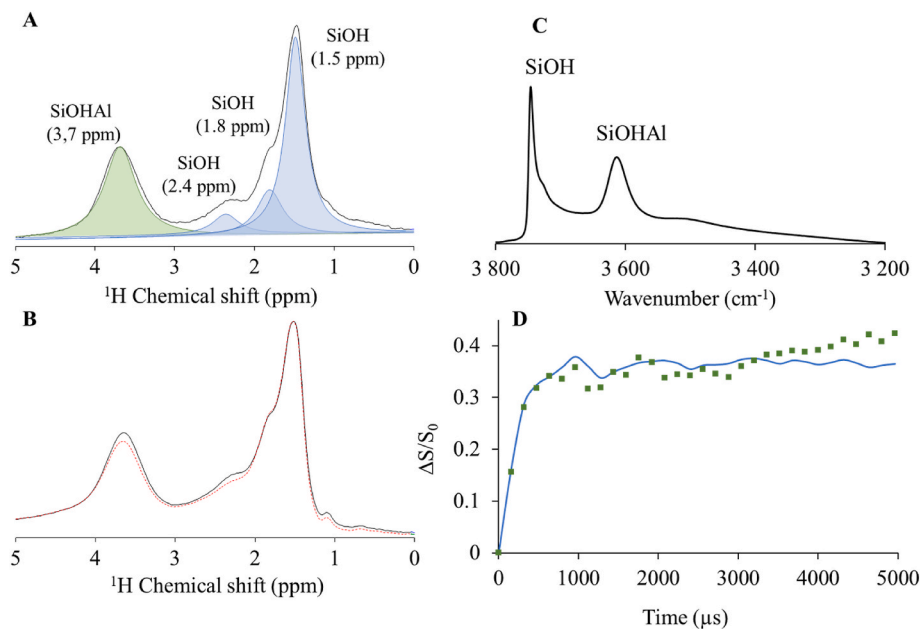 A
SiOH
(1.5 ppm)
SiOH
(1.8 ppm)
SiOHAl
(3,7 ppm)
SiOH
(2.4 ppm)
5 4 3 2 1 0
¹H Chemical shift (ppm)
C
SiOH
SiOHAl
3 800 3 600 3 400 3 200
Wavenumber (cm⁻¹)
B
5 4 3 2 1 0
¹H Chemical shift (ppm)
D
0.4
0.3
0.2
0.1
0
ΔS/S₀
0 1000 2000 3000 4000 5000
Time (µs)